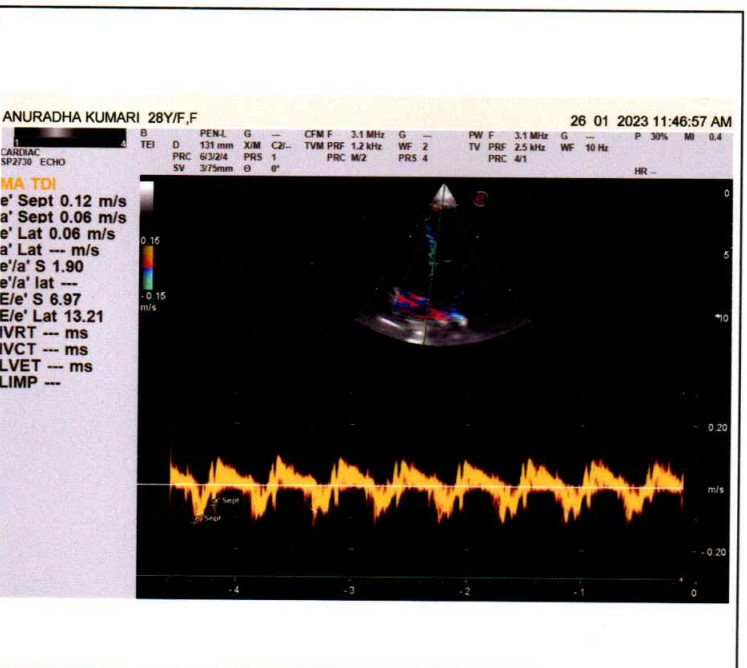 ANURADHA KUMARI 28Y/F,F
26 01 2023 11:46:57 AM
1 4
CARDIAC
SP2730 ECHO
B PEN-L G --- CFM F 3.1 MHz G --- PW F 3.1 MHz G --- P 30% MI 0.4
TEI D 131 mm X/M C2/-- TVM PRF 1.2 kHz WF 2 TV PRF 2.5 kHz WF 10 Hz
PRC 6/3/2/4 PRS 1 PRC M/2 PRS 4 PRC 4/1
SV 3/75mm Θ 0° HR --
MA TDI
e' Sept 0.12 m/s
a' Sept 0.06 m/s
e' Lat 0.06 m/s
a' Lat --- m/s
e'/a' S 1.90
e'/a' lat ---
E/e' S 6.97
E/e' Lat 13.21
IVRT --- ms
IVCT --- ms
LVET --- ms
LIMP ---
0.15
- 0.15
m/s
0
5
10
0.20
m/s
- 0.20
a' Sept
Sept
-4 -3 -2 -1 0